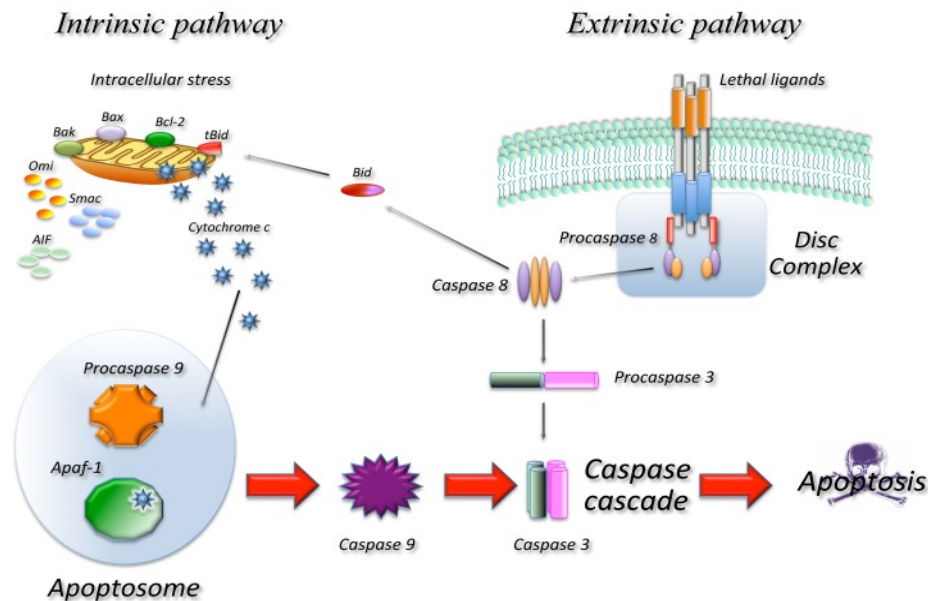 Intrinsic pathway
Extrinsic pathway
Intracellular stress
Lethal ligands
Bax
Bcl-2
Bak
tBid
Omi
Bid
Smac
Cytochrome c
AIF
Procaspase 8
Disc
Complex
Caspase 8
Procaspase 9
Procaspase 3
Apaf-1
Caspase
cascade
Apoptosis
Caspase 9
Caspase 3
Apoptosome